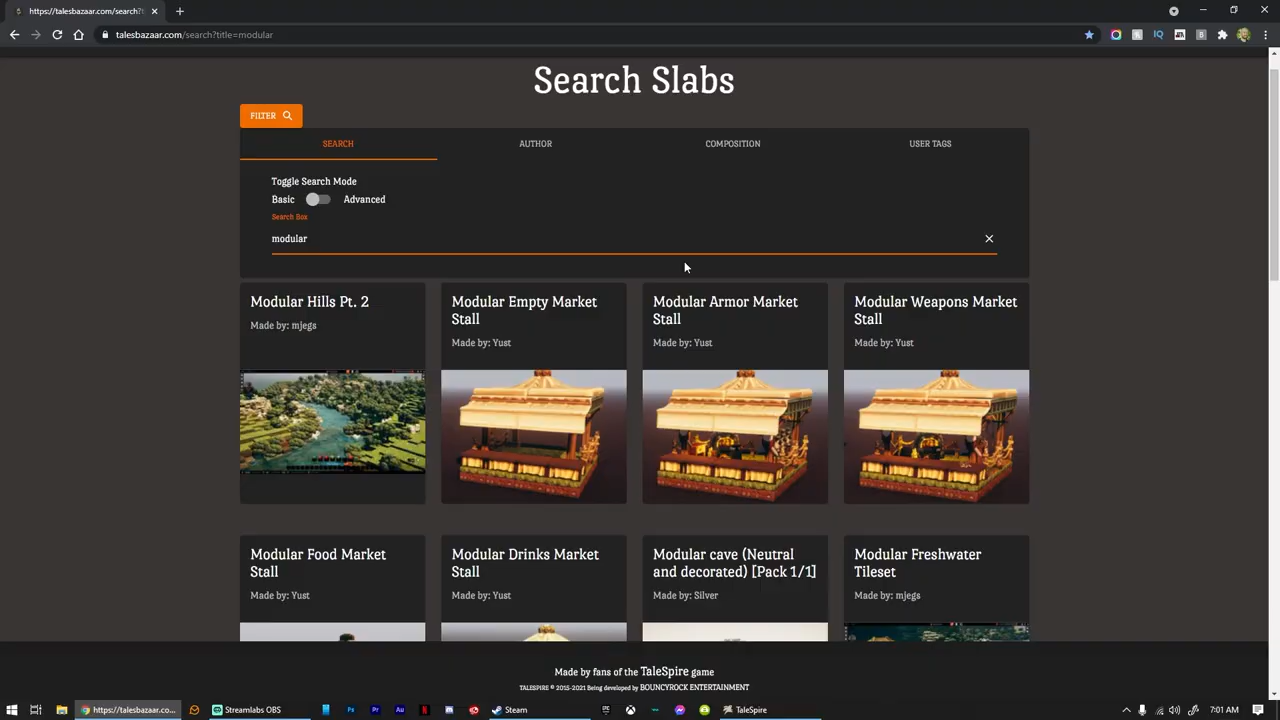 https://talesbazaar.com/search?t
talesbazaar.com/search?title=modular
Search Slabs
FILTER
SEARCH
AUTHOR
COMPOSITION
USER TAGS
Toggle Search Mode
Basic
Advanced
Search Box
modular
Modular Hills Pt. 2
Made by: mjegs
Modular Empty Market
Stall
Made by: Yust
Modular Armor Market
Stall
Made by: Yust
Modular Weapons Market
Stall
Made by: Yust
Modular Food Market
Stall
Made by: Yust
Modular Drinks Market
Stall
Made by: Yust
Modular cave (Neutral
and decorated) [Pack 1/1]
Made by: Silver
Modular Freshwater
Tileset
Made by: mjegs
Made by fans of the TaleSpire game
TALESPIRE © 2015-2021 Being developed by BOUNCYROCK ENTERTAINMENT
https://talesbazaar.co...
Streamlabs OBS
Ps
Pr
Au
Steam
TaleSpire
7:01 AM